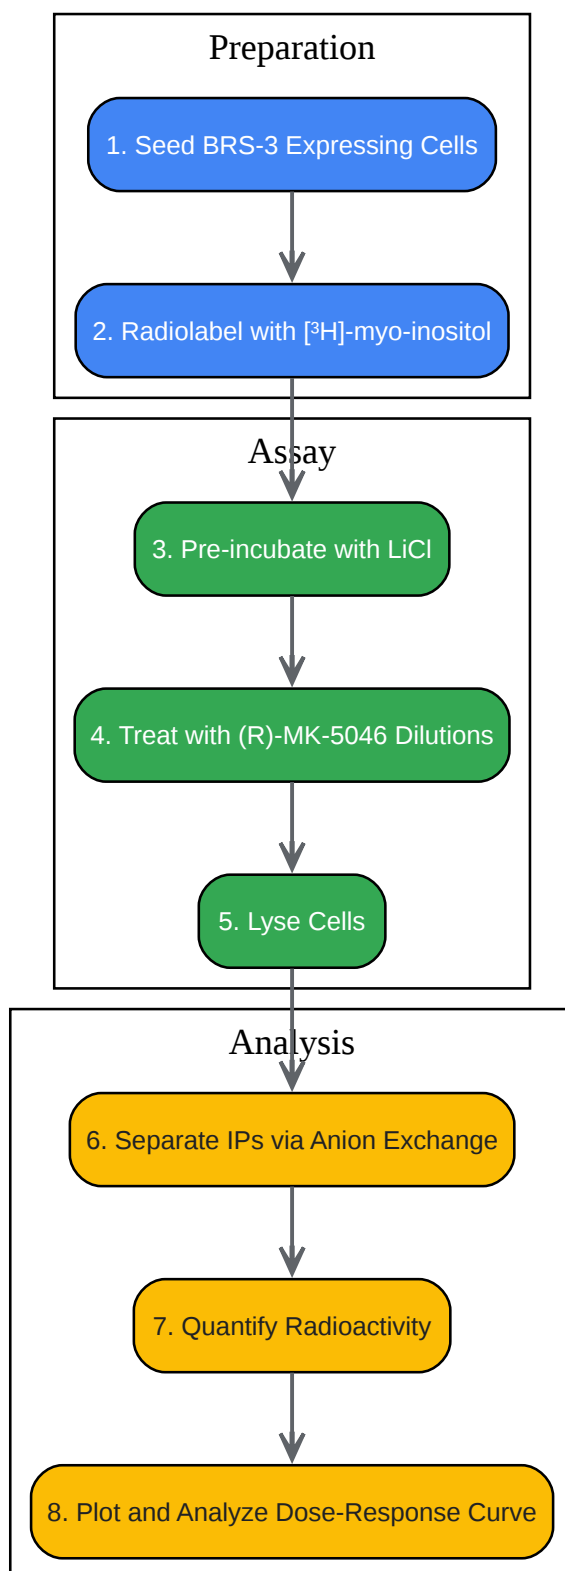 Preparation
1. Seed BRS-3 Expressing Cells
2. Radiolabel with [³H]-myo-inositol
Assay
3. Pre-incubate with LiCl
4. Treat with (R)-MK-5046 Dilutions
5. Lyse Cells
Analysis
6. Separate IPs via Anion Exchange
7. Quantify Radioactivity
8. Plot and Analyze Dose-Response Curve